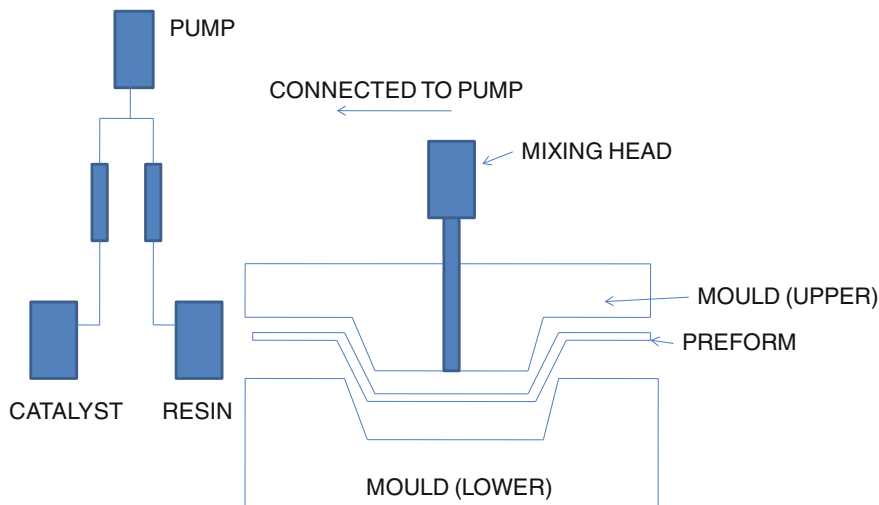 PUMP
CONNECTED TO PUMP
MIXING HEAD
MOULD (UPPER)
PREFORM
CATALYST
RESIN
MOULD (LOWER)